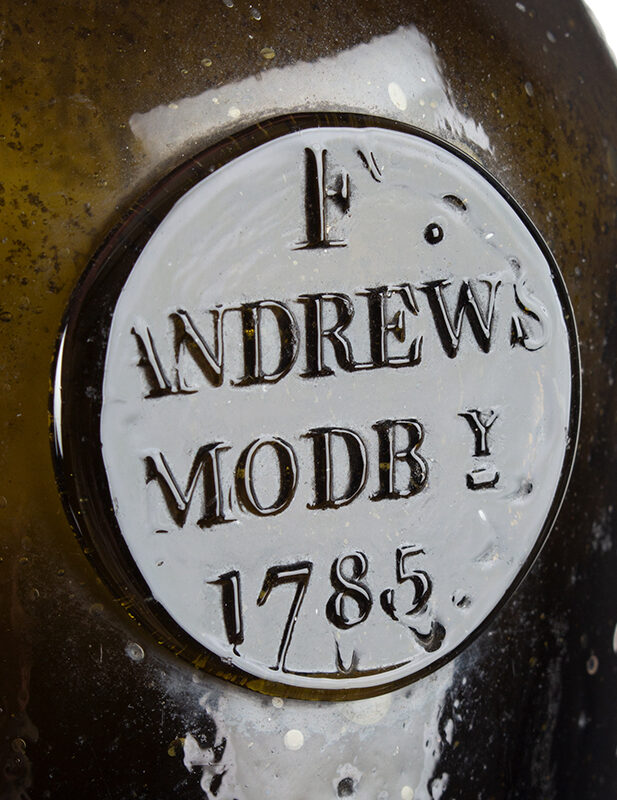 F.
ANDREWS
MODBY
1785.